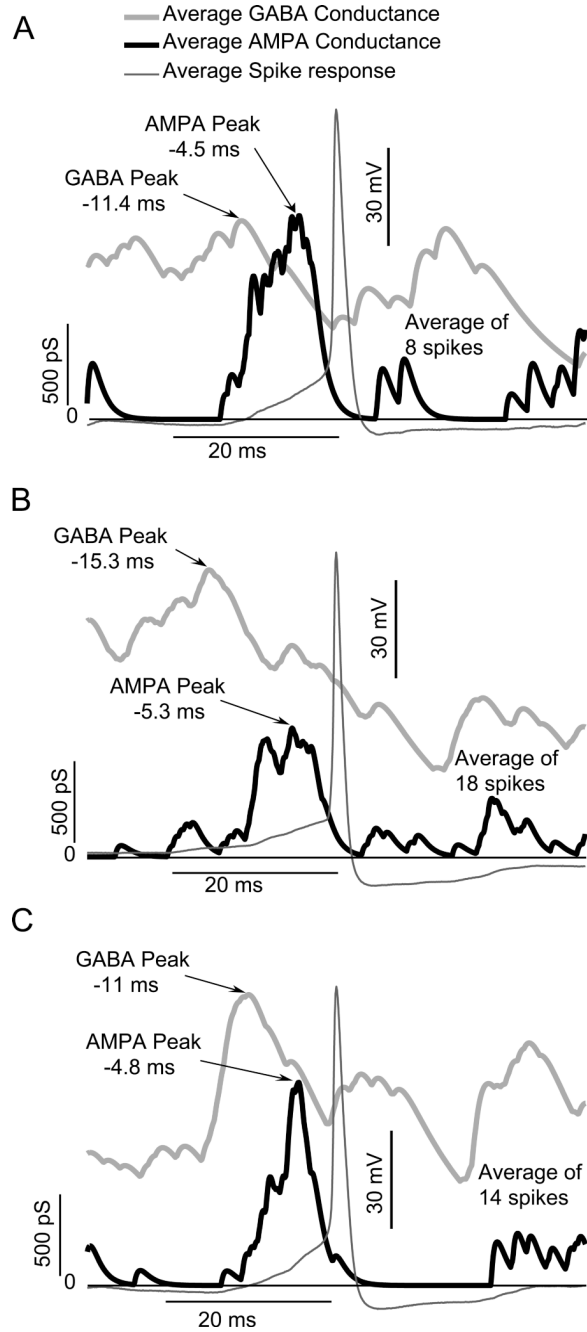 A
Average GABA Conductance
Average AMPA Conductance
Average Spike response
AMPA Peak
-4.5 ms
GABA Peak
-11.4 ms
30 mV
Average of
8 spikes
500 pS
0
20 ms
B
GABA Peak
-15.3 ms
30 mV
AMPA Peak
-5.3 ms
Average of
18 spikes
500 pS
0
20 ms
C
GABA Peak
-11 ms
AMPA Peak
-4.8 ms
30 mV
Average of
14 spikes
500 pS
0
20 ms